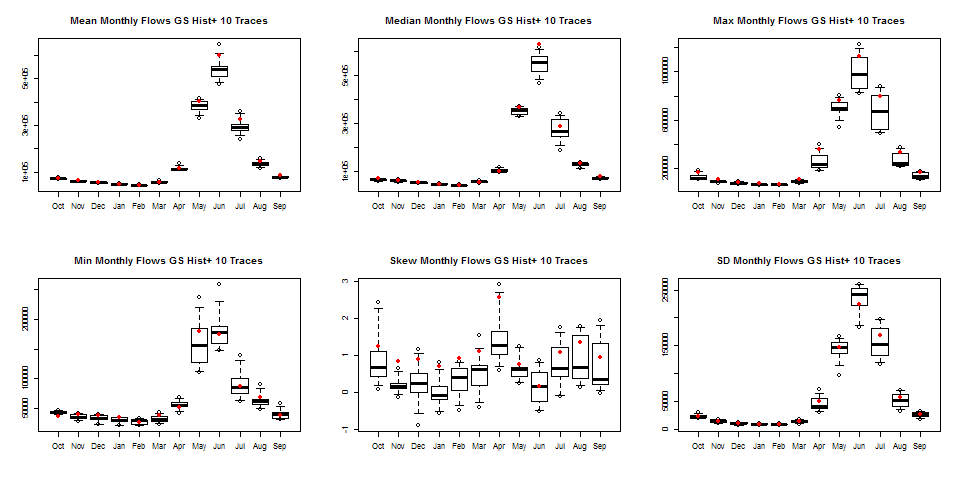 Mean Monthly Flows GS Hist+ 10 Traces
5e+05
3e+05
1e+05
Oct Nov Dec Jan Feb Mar Apr May Jun Jul Aug Sep
Median Monthly Flows GS Hist+ 10 Traces
5e+05
3e+05
1e+05
Oct Nov Dec Jan Feb Mar Apr May Jun Jul Aug Sep
Max Monthly Flows GS Hist+ 10 Traces
1000000
600000
200000
Oct Nov Dec Jan Feb Mar Apr May Jun Jul Aug Sep
Min Monthly Flows GS Hist+ 10 Traces
200000
100000
50000
Oct Nov Dec Jan Feb Mar Apr May Jun Jul Aug Sep
Skew Monthly Flows GS Hist+ 10 Traces
3
2
1
0
-1
Oct Nov Dec Jan Feb Mar Apr May Jun Jul Aug Sep
SD Monthly Flows GS Hist+ 10 Traces
250000
150000
50000
0
Oct Nov Dec Jan Feb Mar Apr May Jun Jul Aug Sep